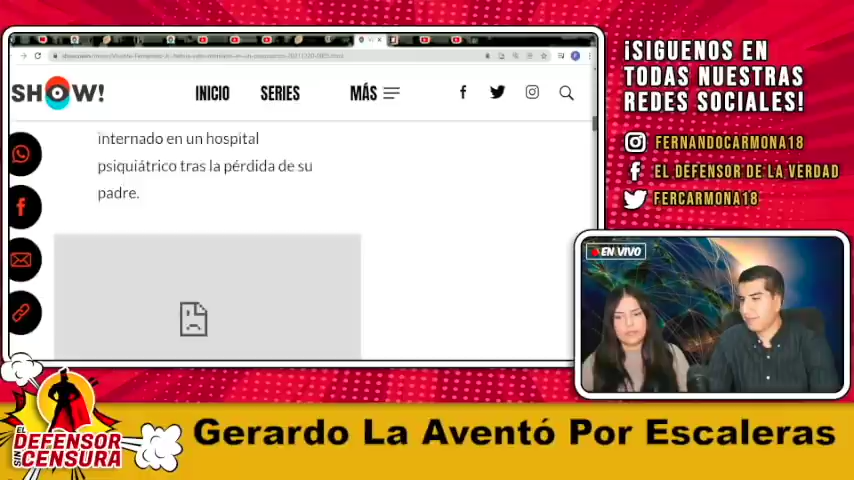 SHOW!
INICIO
SERIES
MÁS
internado en un hospital
psiquiátrico tras la pérdida de su
padre.
¡SIGUENOS EN
TODAS NUESTRAS
REDES SOCIALES!
FERNANDOCARMONA18
EL DEFENSOR DE LA VERDAD
FERCARMONA18
EN VIVO
EL
DEFENSOR
SIN
CENSURA
Gerardo La Aventó Por Escaleras